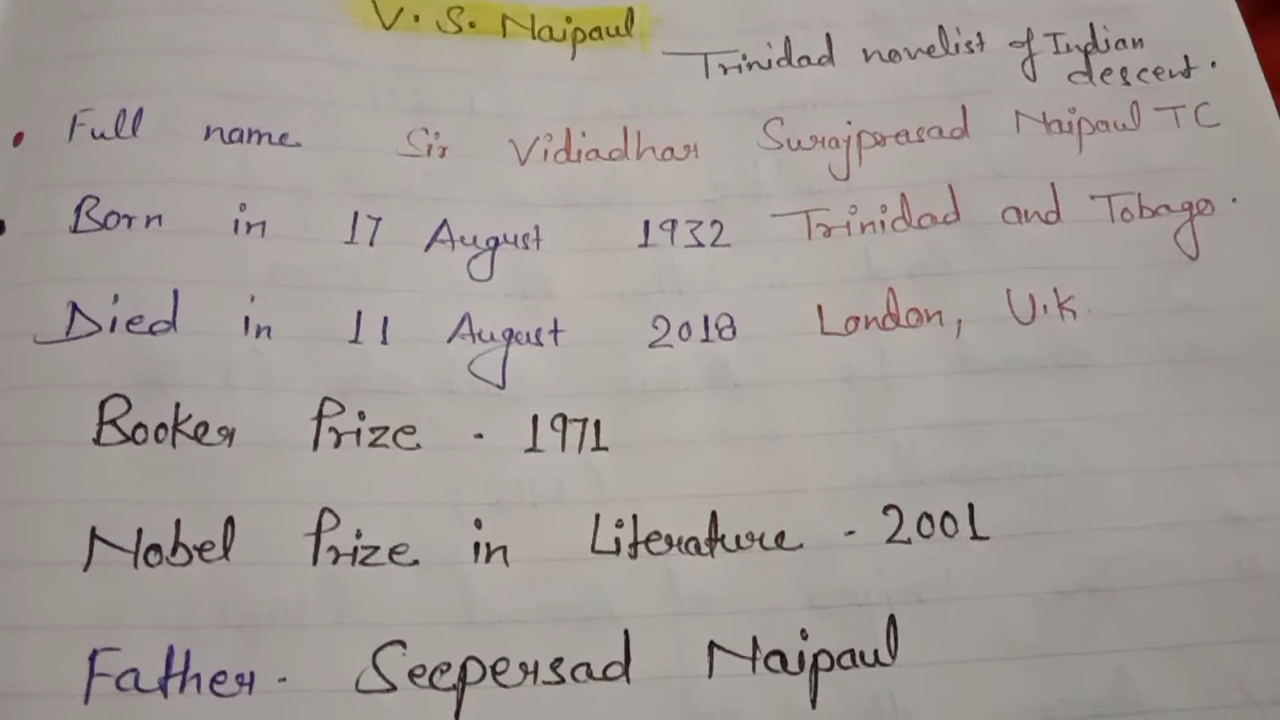 V. S. Naipaul
Trinidad novelist of Indian
descent.
Full name Sir Vidiadhar Surajprasad Naipaul TC
Born in 17 August 1932 Trinidad and Tobago.
Died in 11 August 2018 London, U.K.
Booker Prize - 1971
Nobel Prize in Literature - 2001
Father - Seepersad Naipaul